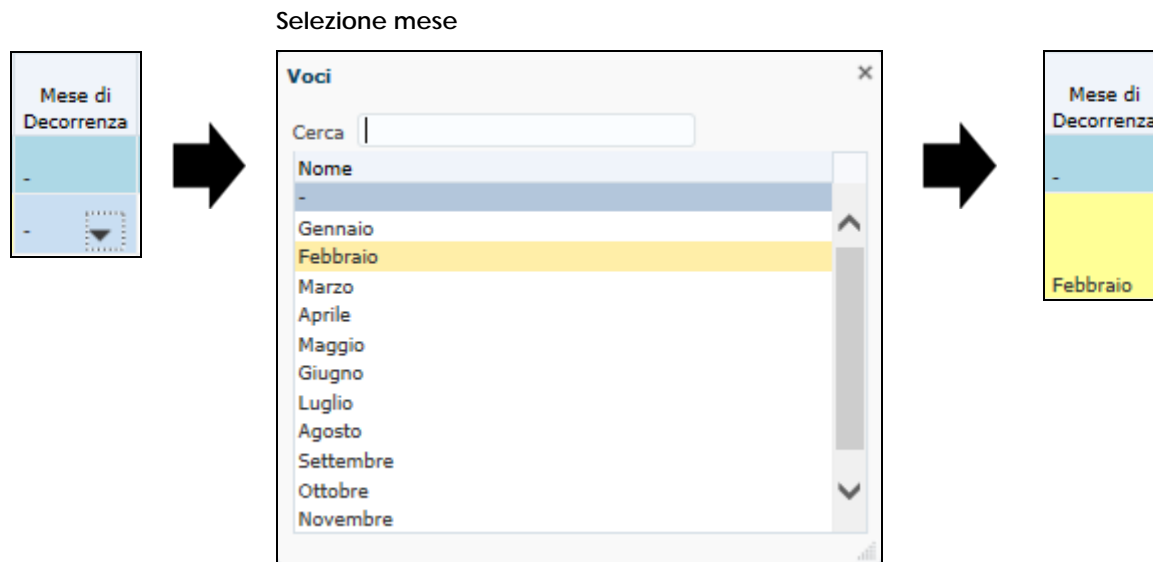 Selezione mese
Mese di
Decorrenza
-
-
Voci
Cerca
Nome
-
Gennaio
Febbraio
Marzo
Aprile
Maggio
Giugno
Luglio
Agosto
Settembre
Ottobre
Novembre
Mese di
Decorrenza
-
Febbraio